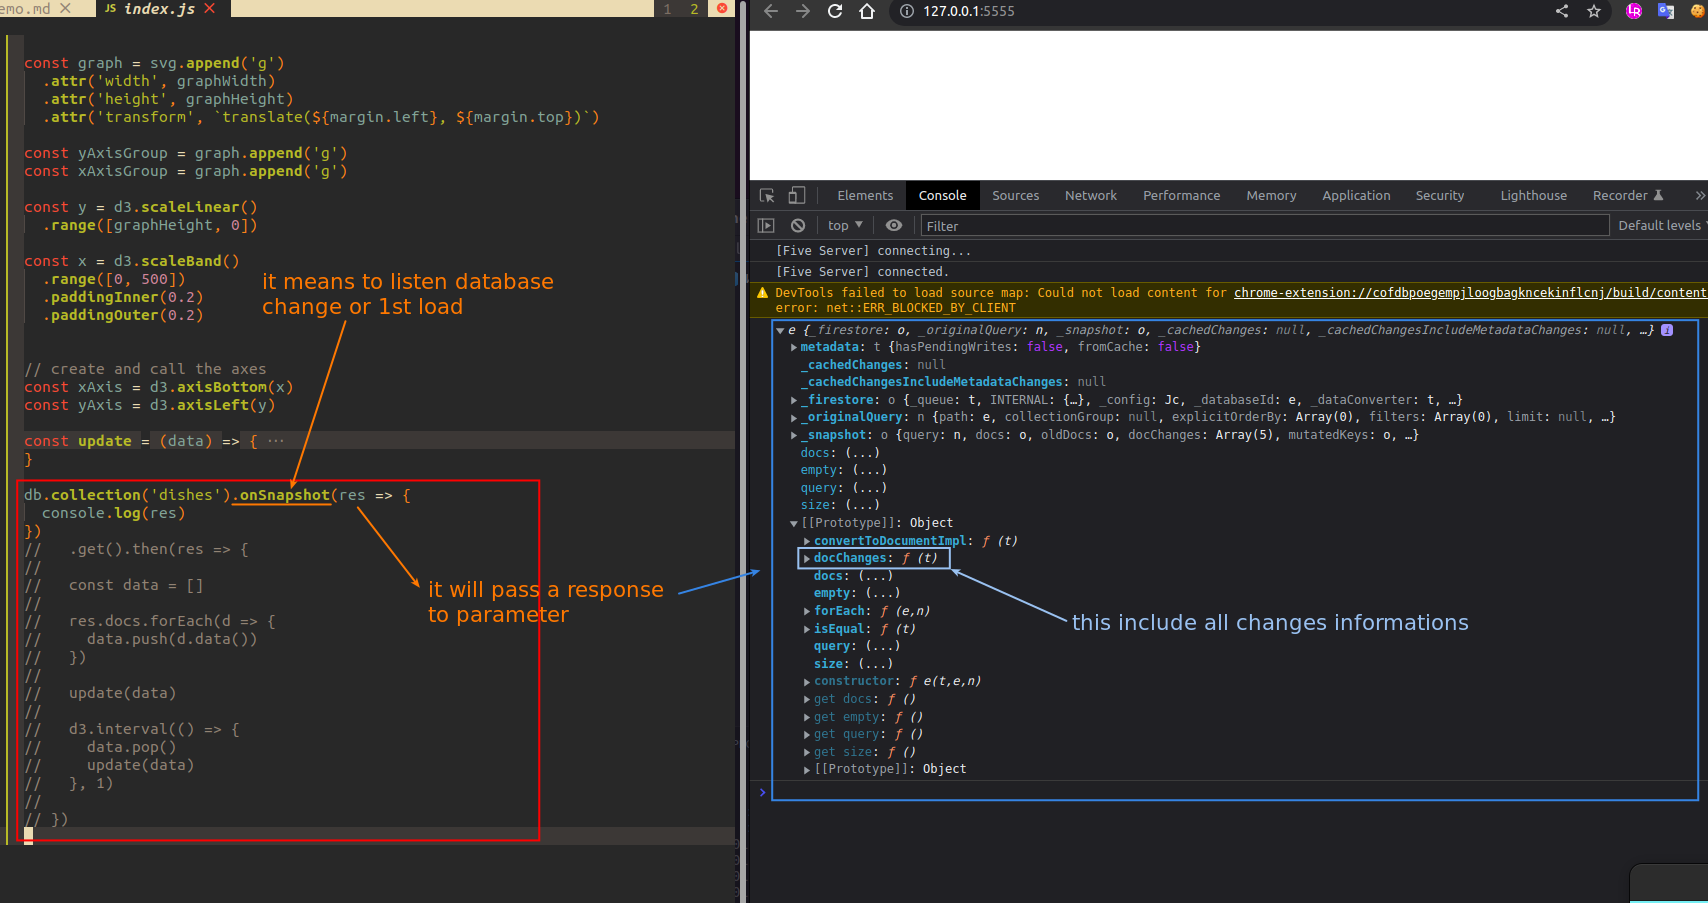 emo.md ×
JS index.js ×
1 2
const graph = svg.append('g')
.attr('width', graphWidth)
.attr('height', graphHeight)
.attr('transform', `translate(${margin.left}, ${margin.top})`)
const yAxisGroup = graph.append('g')
const xAxisGroup = graph.append('g')
const y = d3.scaleLinear()
.range([graphHeight, 0])
const x = d3.scaleBand()
.range([0, 500])
.paddingInner(0.2)
.paddingOuter(0.2)
it means to listen database
change or 1st load
// create and call the axes
const xAxis = d3.axisBottom(x)
const yAxis = d3.axisLeft(y)
const update = (data) => { ···
}
db.collection('dishes').onSnapshot(res => {
console.log(res)
})
//   .get().then(res => {
//
//   const data = []
//
//   res.docs.forEach(d => {
//     data.push(d.data())
//   })
//
//   update(data)
//
//   d3.interval(() => {
//     data.pop()
//     update(data)
//   }, 1)
//
// })
it will pass a response
to parameter
127.0.0.1:5555
Elements Console Sources Network Performance Memory Application Security Lighthouse Recorder »
top ▼ Filter Default levels
[Five Server] connecting...
[Five Server] connected.
DevTools failed to load source map: Could not load content for chrome-extension://cofdbpoegempjloogbagkncekinflcnj/build/content
error: net::ERR_BLOCKED_BY_CLIENT
▼e {_firestore: o, _originalQuery: n, _snapshot: o, _cachedChanges: null, _cachedChangesIncludeMetadataChanges: null, …} i
▶metadata: t {hasPendingWrites: false, fromCache: false}
_cachedChanges: null
_cachedChangesIncludeMetadataChanges: null
▶_firestore: o {_queue: t, INTERNAL: {…}, _config: Jc, _databaseId: e, _dataConverter: t, …}
▶_originalQuery: n {path: e, collectionGroup: null, explicitOrderBy: Array(0), filters: Array(0), limit: null, …}
▶_snapshot: o {query: n, docs: o, oldDocs: o, docChanges: Array(5), mutatedKeys: o, …}
docs: (...)
empty: (...)
query: (...)
size: (...)
▼[[Prototype]]: Object
▶convertToDocumentImpl: ƒ (t)
▶docChanges: ƒ (t)
docs: (...)
empty: (...)
▶forEach: ƒ (e,n)
▶isEqual: ƒ (t)
query: (...)
size: (...)
▶constructor: ƒ e(t,e,n)
▶get docs: ƒ ()
▶get empty: ƒ ()
▶get query: ƒ ()
▶get size: ƒ ()
▶[[Prototype]]: Object
this include all changes informations